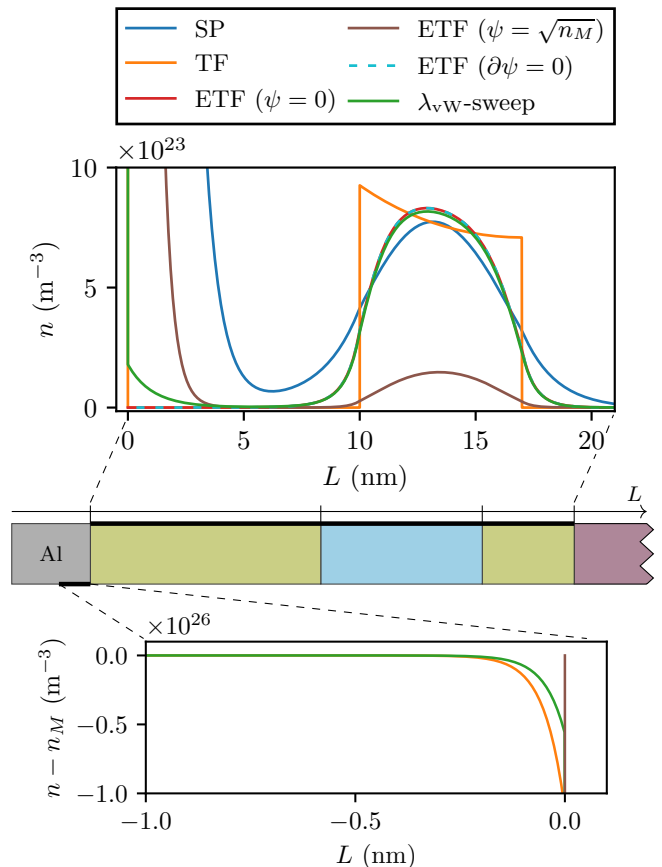 SP
TF
ETF (ψ = 0)
ETF (ψ = √n_M)
ETF (∂ψ = 0)
λ_vW-sweep
×10^23
10
5
0
n (m^−3)
0 5 10 15 20
L (nm)
L
Al
×10^26
0.0
−0.5
−1.0
n − n_M (m^−3)
−1.0 −0.5 0.0
L (nm)